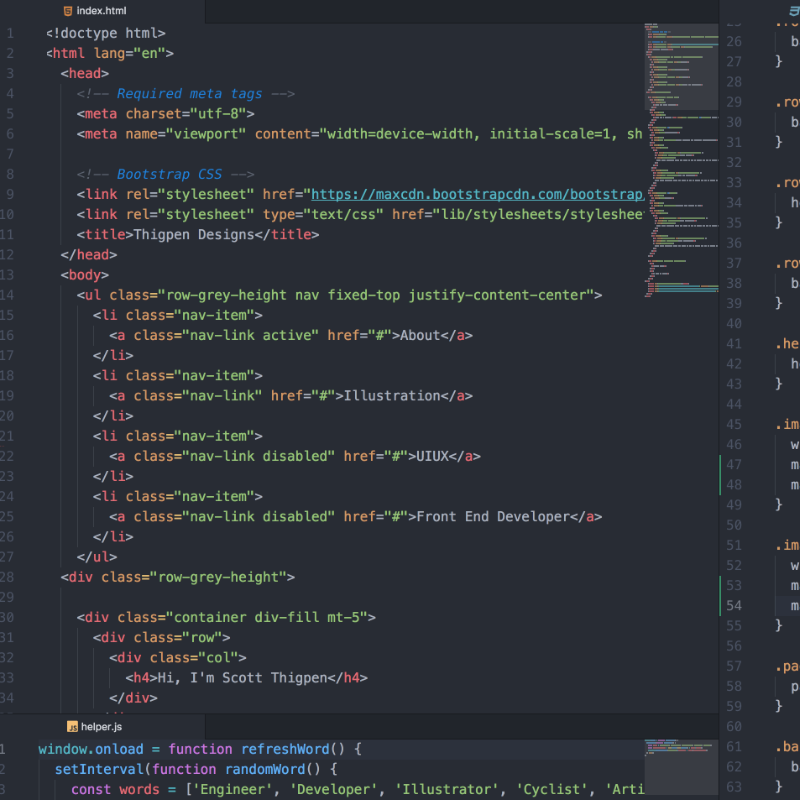 index.html
1 <!doctype html>
2 <html lang="en">
3 <head>
4 <!-- Required meta tags -->
5 <meta charset="utf-8">
6 <meta name="viewport" content="width=device-width, initial-scale=1, sh
7
8 <!-- Bootstrap CSS -->
9 <link rel="stylesheet" href="https://maxcdn.bootstrapcdn.com/bootstrap
10 <link rel="stylesheet" type="text/css" href="lib/stylesheets/styleshee
11 <title>Thigpen Designs</title>
12 </head>
13 <body>
14 <ul class="row-grey-height nav fixed-top justify-content-center">
15 <li class="nav-item">
16 <a class="nav-link active" href="#">About</a>
17 </li>
18 <li class="nav-item">
19 <a class="nav-link" href="#">Illustration</a>
20 </li>
21 <li class="nav-item">
22 <a class="nav-link disabled" href="#">UIUX</a>
23 </li>
24 <li class="nav-item">
25 <a class="nav-link disabled" href="#">Front End Developer</a>
26 </li>
27 </ul>
28 <div class="row-grey-height">
29
30 <div class="container div-fill mt-5">
31 <div class="row">
32 <div class="col">
33 <h4>Hi, I'm Scott Thigpen</h4>
34 </div>
JS helper.js
1 window.onload = function refreshWord() {
2 setInterval(function randomWord() {
3 const words = ['Engineer', 'Developer', 'Illustrator', 'Cyclist', 'Arti
26 b
27 }
28
29 .row
30 b
31 }
32
33 .row
34 h
35 }
36
37 .row
38 b
39 }
40
41 .he
42 h
43 }
44
45 .im
46 w
47 m
48 m
49 }
50
51 .im
52 w
53 m
54 m
55 }
56
57 .pa
58 p
59 }
60
61 .ba
62 b
63 }